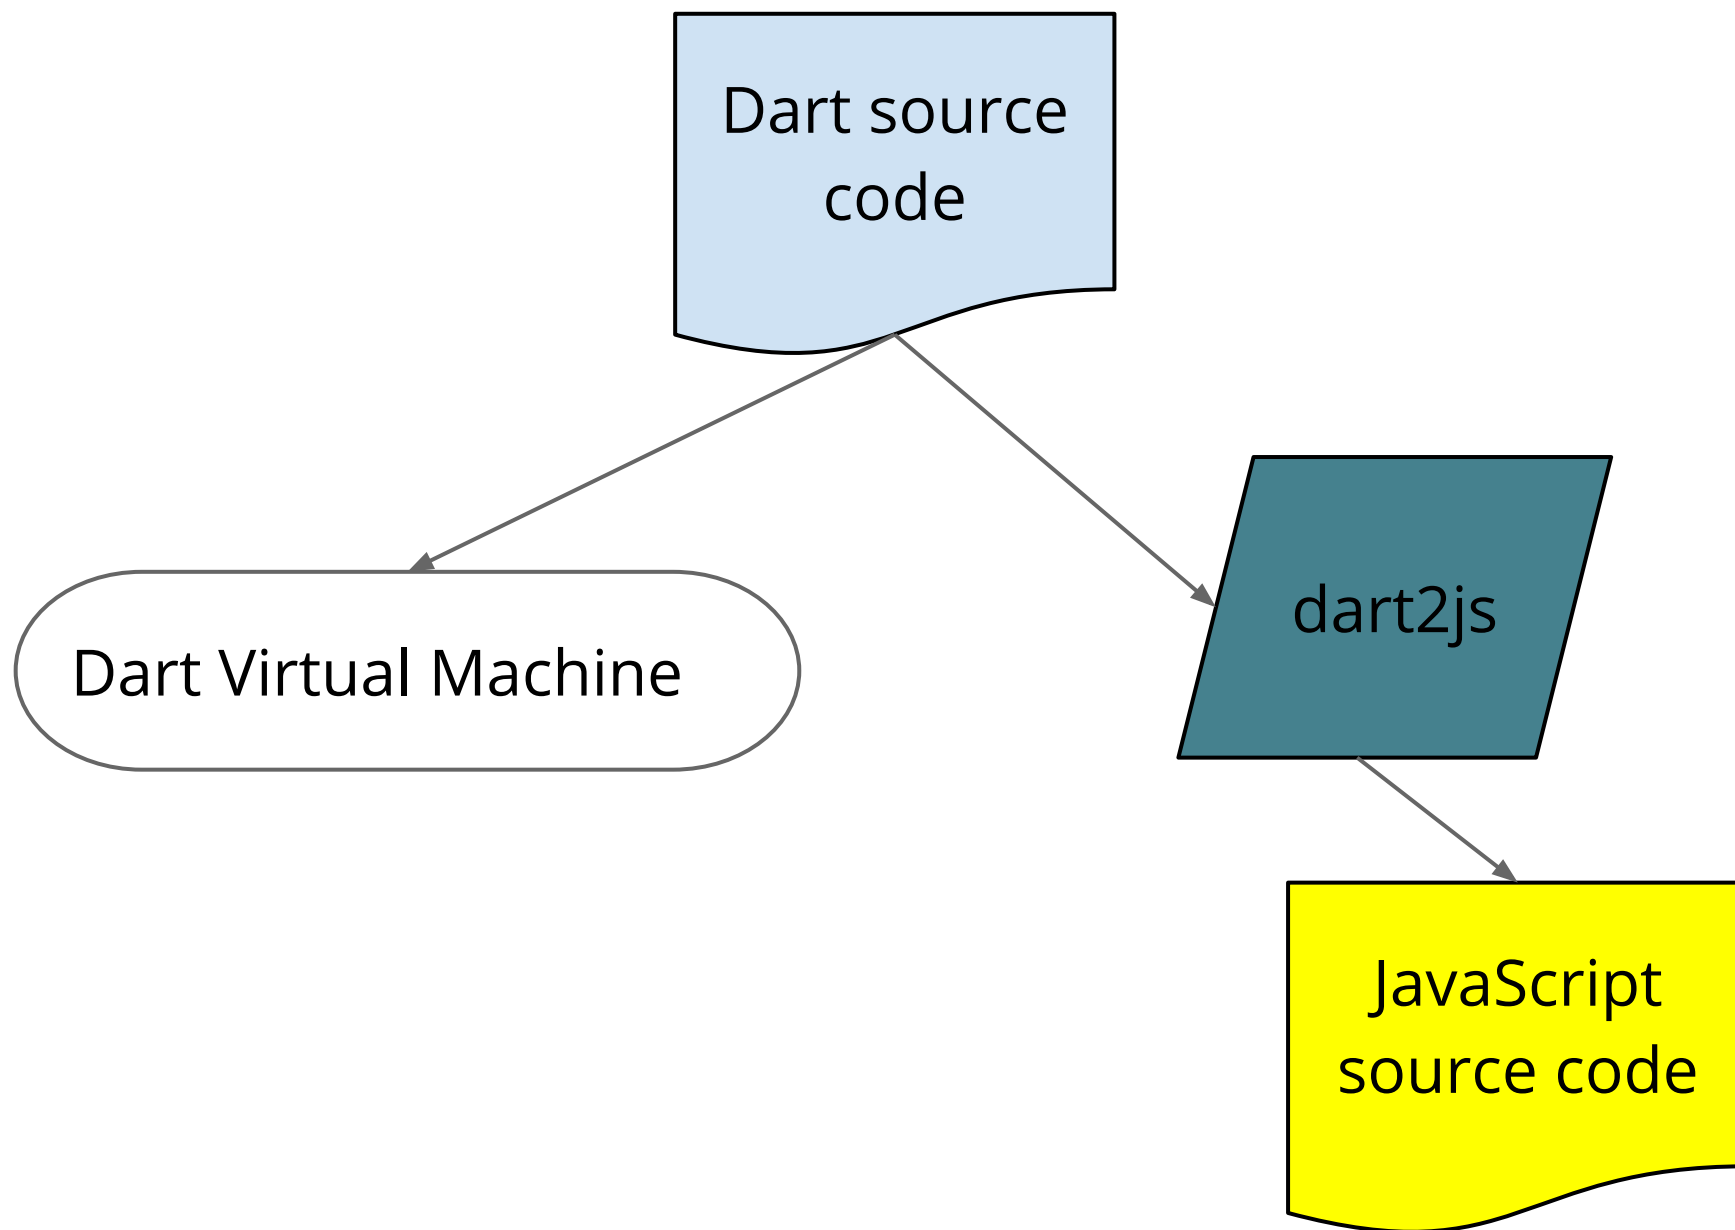 Dart source
code
Dart Virtual Machine
dart2js
JavaScript
source code